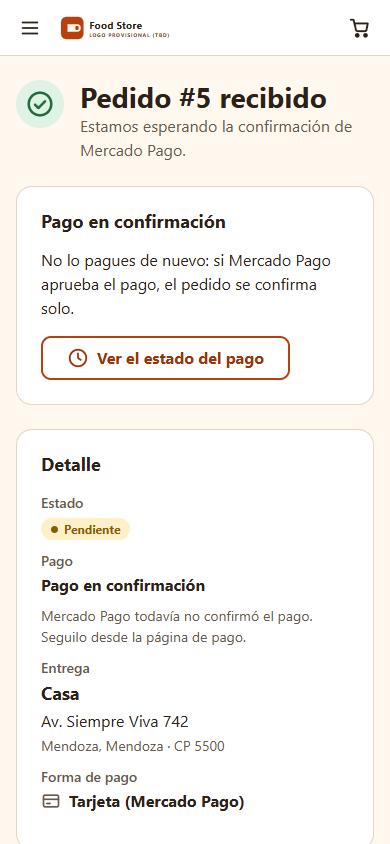 Food Store
LOGO PROVISIONAL (TBD)
Pedido #5 recibido
Estamos esperando la confirmación de
Mercado Pago.
Pago en confirmación
No lo pagues de nuevo: si Mercado Pago
aprueba el pago, el pedido se confirma
solo.
Ver el estado del pago
Detalle
Estado
Pendiente
Pago
Pago en confirmación
Mercado Pago todavía no confirmó el pago.
Seguilo desde la página de pago.
Entrega
Casa
Av. Siempre Viva 742
Mendoza, Mendoza · CP 5500
Forma de pago
Tarjeta (Mercado Pago)